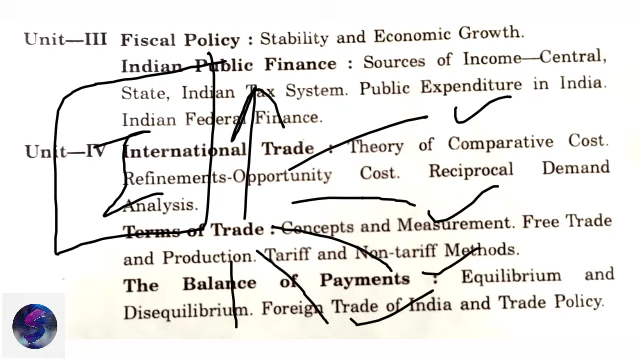 Unit—III Fiscal Policy : Stability and Economic Growth.
Indian Public Finance : Sources of Income—Central,
State, Indian Tax System. Public Expenditure in India.
Indian Federal Finance.
Unit—IV International Trade : Theory of Comparative Cost.
Refinements-Opportunity Cost. Reciprocal Demand
Analysis.
Terms of Trade : Concepts and Measurement. Free Trade
and Production. Tariff and Non-tariff Methods.
The Balance of Payments : Equilibrium and
Disequilibrium. Foreign Trade of India and Trade Policy.